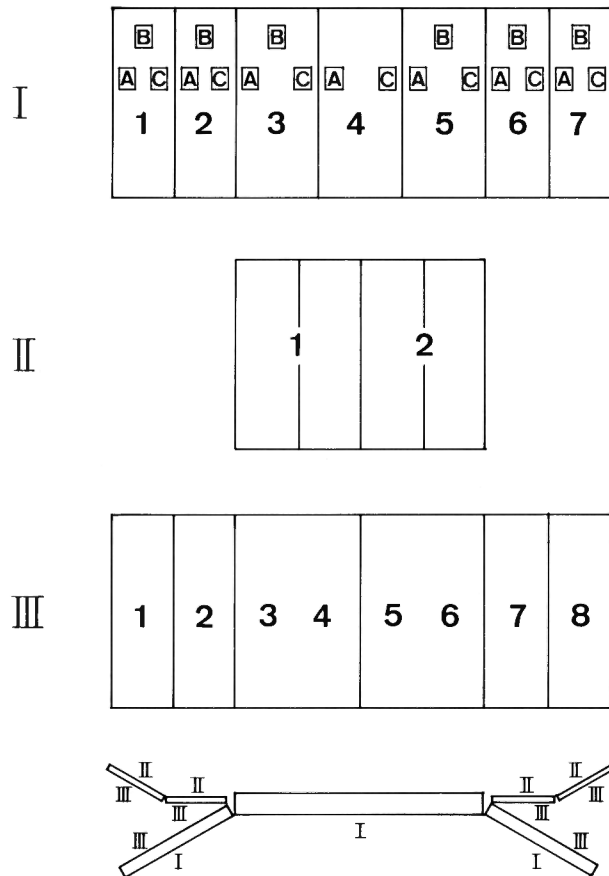 B B B B B B
I A C A C A C A C A C A C A C
1 2 3 4 5 6 7
II 1 2
III 1 2 3 4 5 6 7 8
II II II II
III III III III
III I I I III